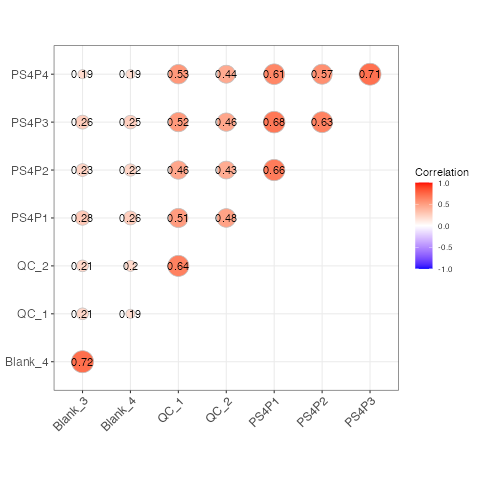 PS4P4 0.19 0.19 0.53 0.44 0.61 0.57 0.71
PS4P3 0.26 0.25 0.52 0.46 0.68 0.63
PS4P2 0.23 0.22 0.46 0.43 0.66
PS4P1 0.28 0.26 0.51 0.48
QC_2 0.21 0.2 0.64
QC_1 0.21 0.19
Blank_4 0.72
Blank_3 Blank_4 QC_1 QC_2 PS4P1 PS4P2 PS4P3
Correlation
1.0
0.5
0.0
-0.5
-1.0